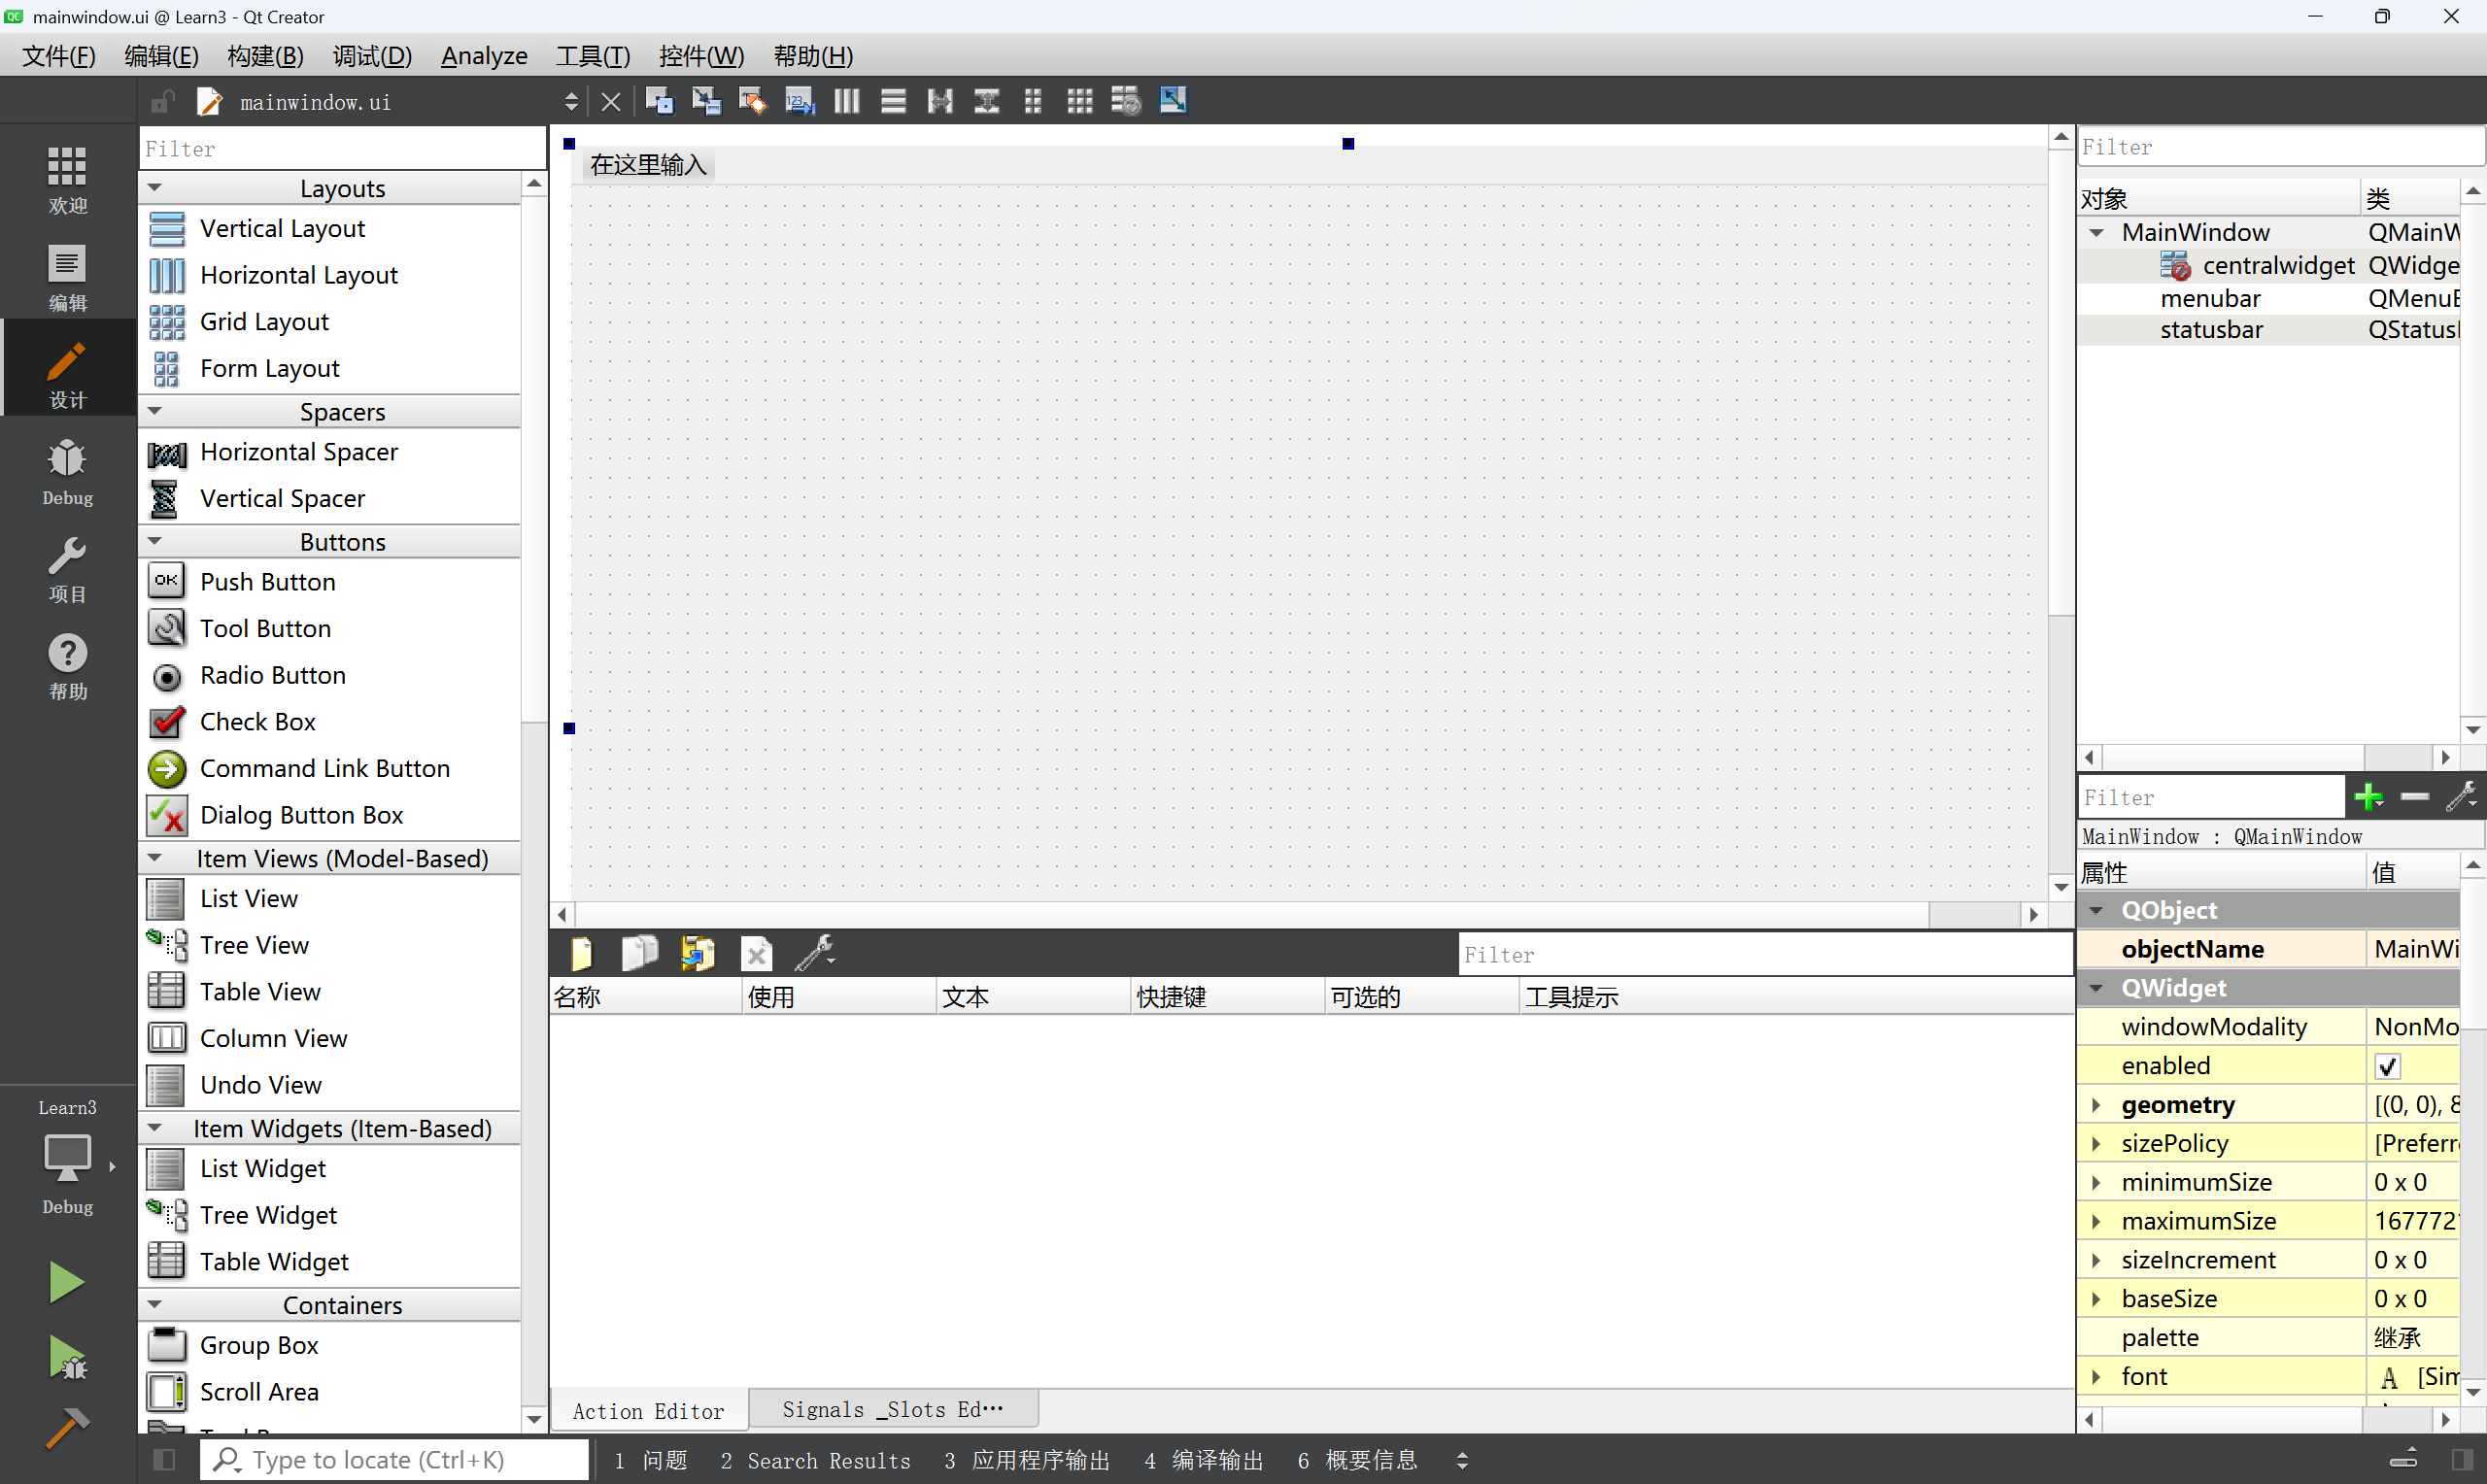 mainwindow.ui @ Learn3 - Qt Creator
文件(F) 编辑(E) 构建(B) 调试(D) Analyze 工具(T) 控件(W) 帮助(H)
mainwindow.ui
欢迎
编辑
设计
Debug
项目
帮助
Learn3
Debug
Filter
Layouts
Vertical Layout
Horizontal Layout
Grid Layout
Form Layout
Spacers
Horizontal Spacer
Vertical Spacer
Buttons
OK Push Button
Tool Button
Radio Button
Check Box
Command Link Button
Dialog Button Box
Item Views (Model-Based)
List View
Tree View
Table View
Column View
Undo View
Item Widgets (Item-Based)
List Widget
Tree Widget
Table Widget
Containers
Group Box
Scroll Area
在这里输入
Filter
名称 使用 文本 快捷键 可选的 工具提示
Action Editor Signals _Slots Ed…
Filter
对象 类
MainWindow QMainW
centralwidget QWidge
menubar QMenuB
statusbar QStatusl
Filter
MainWindow : QMainWindow
属性 值
QObject
objectName MainWi
QWidget
windowModality NonMo
enabled
geometry [(0, 0), 8
sizePolicy [Preferr
minimumSize 0 x 0
maximumSize 1677721
sizeIncrement 0 x 0
baseSize 0 x 0
palette 继承
font A [Sim
Type to locate (Ctrl+K) 1 问题 2 Search Results 3 应用程序输出 4 编译输出 6 概要信息